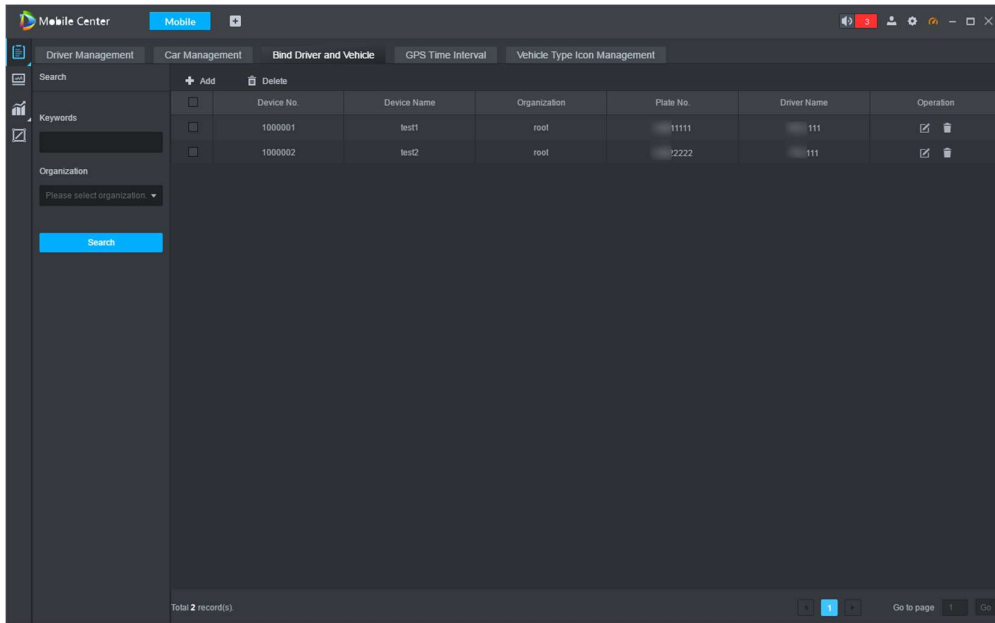 Mobile Center Mobile 3
Driver Management Car Management Bind Driver and Vehicle GPS Time Interval Vehicle Type Icon Management
Search
Add Delete
Keywords
Organization
Please select organization.
Search
Device No. Device Name Organization Plate No. Driver Name Operation
1000001 test1 root 11111 111
1000002 test2 root 2222 111
Total 2 record(s). 1 Go to page 1 Go